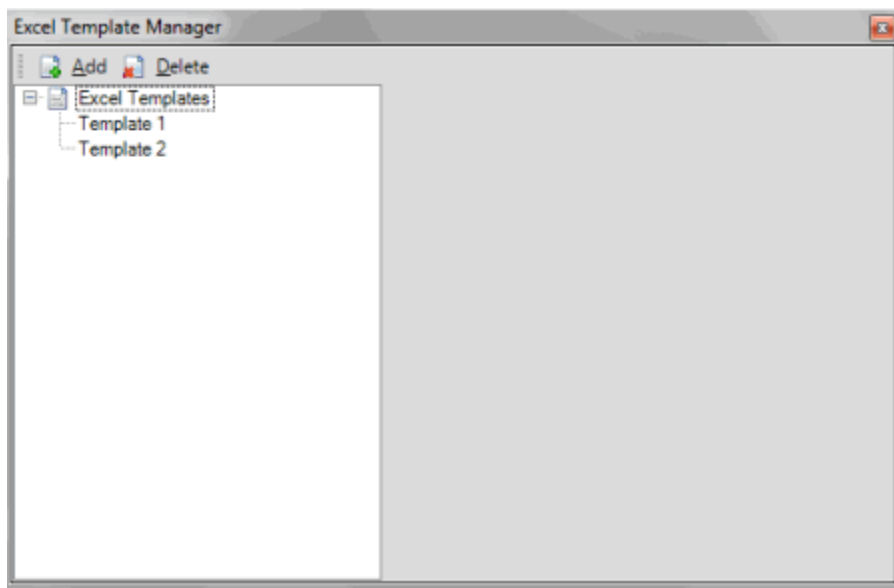 Excel Template Manager
Add Delete
Excel Templates
Template 1
Template 2